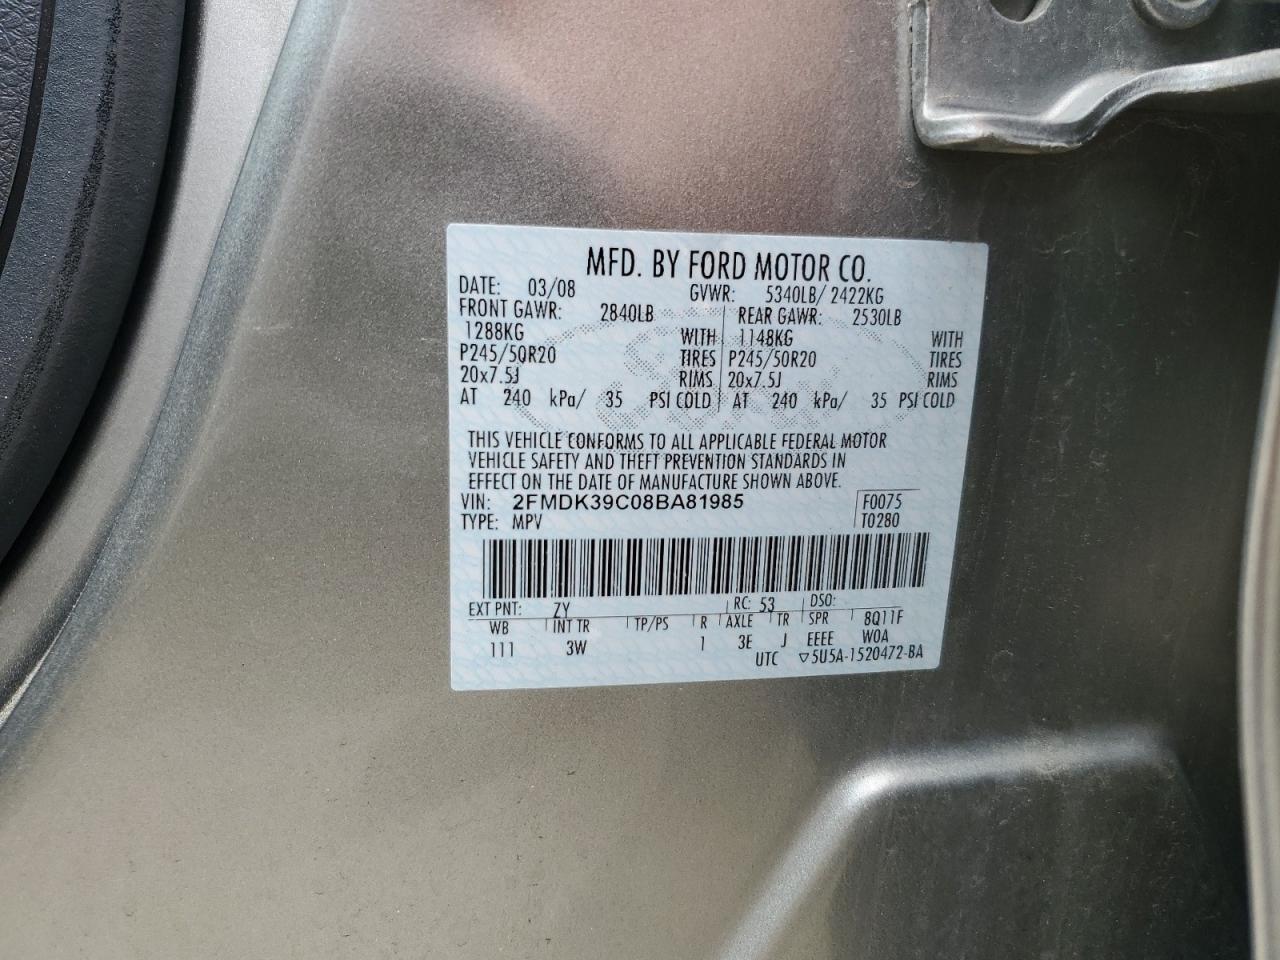 MFD. BY FORD MOTOR CO.
DATE: 03/08 GVWR: 5340LB/ 2422KG
FRONT GAWR: 2840LB REAR GAWR: 2530LB
1288KG WITH 1148KG WITH
P245/50R20 TIRES P245/50R20 TIRES
20x7.5J RIMS 20x7.5J RIMS
AT 240 kPa/ 35 PSI COLD AT 240 kPa/ 35 PSI COLD
THIS VEHICLE CONFORMS TO ALL APPLICABLE FEDERAL MOTOR
VEHICLE SAFETY AND THEFT PREVENTION STANDARDS IN
EFFECT ON THE DATE OF MANUFACTURE SHOWN ABOVE.
VIN: 2FMDK39C08BA81985 F0075
TYPE: MPV T0280
EXT PNT: ZY RC: 53 DSO:
WB INT TR TP/PS R AXLE TR SPR 8Q11F
111 3W 1 3E J EEEE W0A
UTC ▽5U5A-1520472-BA